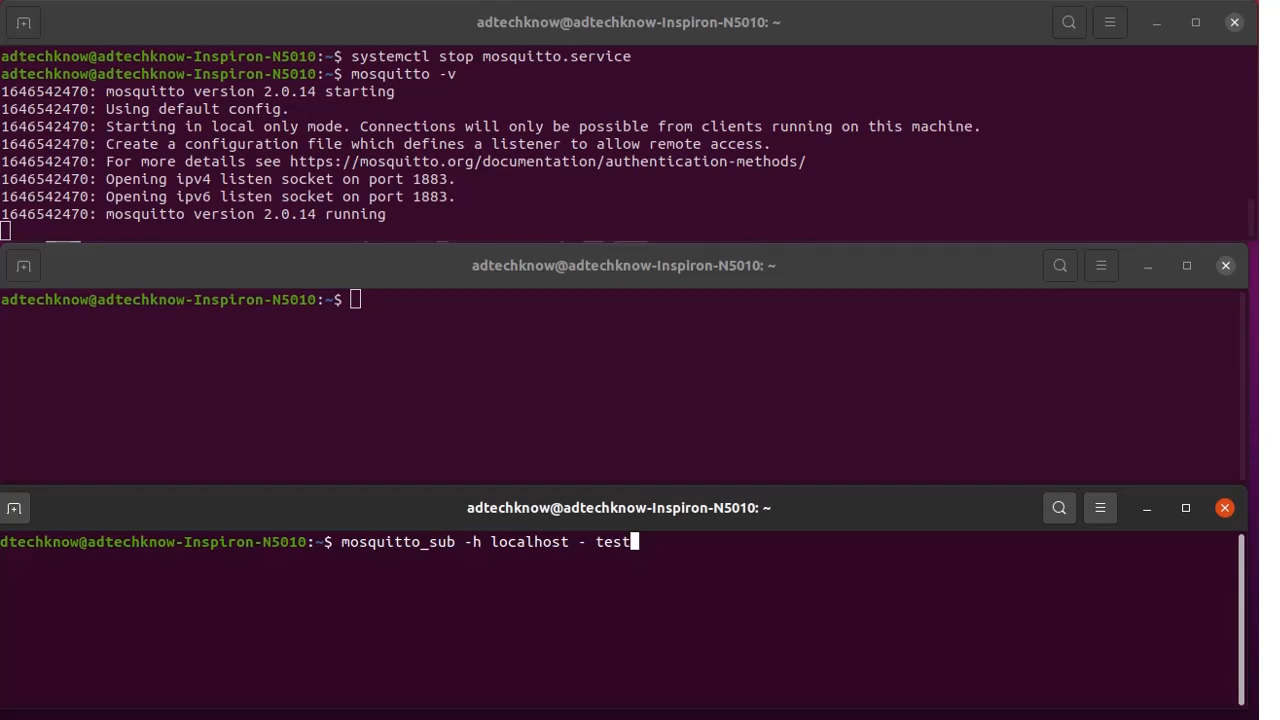 adtechknow@adtechknow-Inspiron-N5010: ~
adtechknow@adtechknow-Inspiron-N5010:~$ systemctl stop mosquitto.service
adtechknow@adtechknow-Inspiron-N5010:~$ mosquitto -v
1646542470: mosquitto version 2.0.14 starting
1646542470: Using default config.
1646542470: Starting in local only mode. Connections will only be possible from clients running on this machine.
1646542470: Create a configuration file which defines a listener to allow remote access.
1646542470: For more details see https://mosquitto.org/documentation/authentication-methods/
1646542470: Opening ipv4 listen socket on port 1883.
1646542470: Opening ipv6 listen socket on port 1883.
1646542470: mosquitto version 2.0.14 running
adtechknow@adtechknow-Inspiron-N5010: ~
adtechknow@adtechknow-Inspiron-N5010:~$
adtechknow@adtechknow-Inspiron-N5010: ~
dtechknow@adtechknow-Inspiron-N5010:~$ mosquitto_sub -h localhost - test